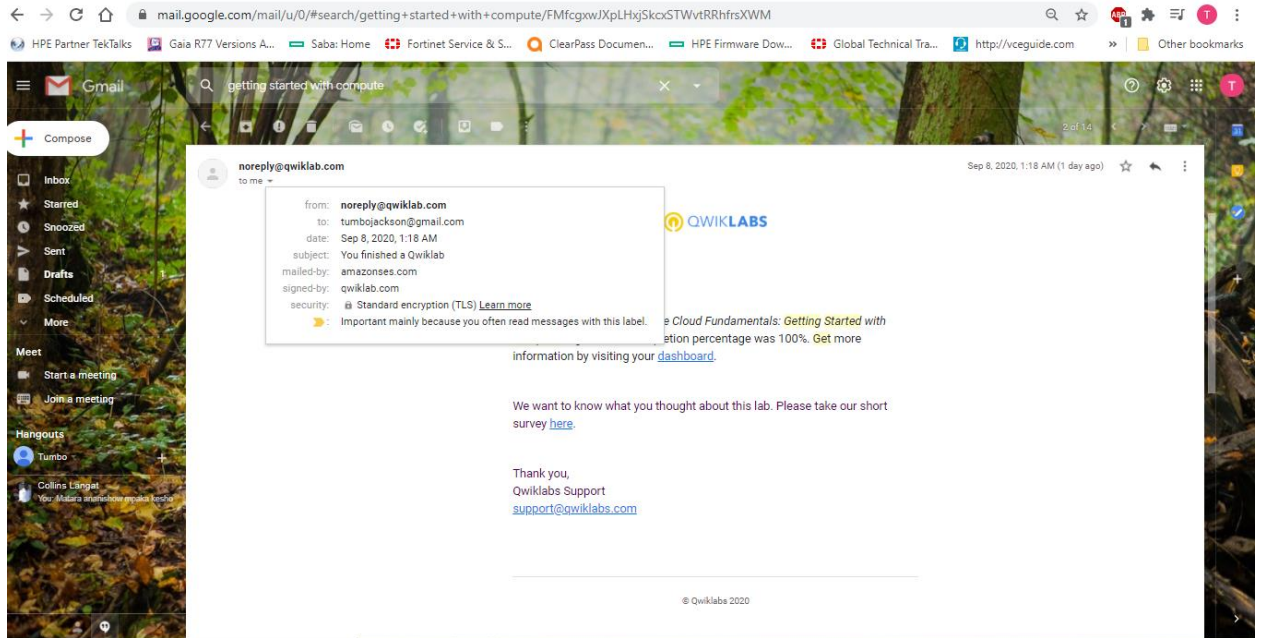 mail.google.com/mail/u/0/#search/getting+started+with+compute/FMfcgxwJXpLHxjSkcxSTWvtRRhfrsXWM
HPE Partner TekTalks Gaia R77 Versions A... Saba: Home Fortinet Service & S... ClearPass Documen... HPE Firmware Dow... Global Technical Tra... http://vceguide.com » Other bookmarks
Gmail
getting started with compute
T
Compose
2 of 14
Inbox
Starred
Snoozed
Sent
Drafts 1
Scheduled
More
Meet
Start a meeting
Join a meeting
Hangouts
Tumbo
Collins Langat
You: Matara ananishow mpaka kesho
noreply@qwiklab.com
to me
Sep 8, 2020, 1:18 AM (1 day ago)
from: noreply@qwiklab.com
to: tumbojackson@gmail.com
date: Sep 8, 2020, 1:18 AM
subject: You finished a Qwiklab
mailed-by: amazonses.com
signed-by: qwiklab.com
security: Standard encryption (TLS) Learn more
Important mainly because you often read messages with this label.
QWIKLABS
e Cloud Fundamentals: Getting Started with
etion percentage was 100%. Get more
information by visiting your dashboard.
We want to know what you thought about this lab. Please take our short
survey here.
Thank you,
Qwiklabs Support
support@qwiklabs.com
© Qwiklabs 2020